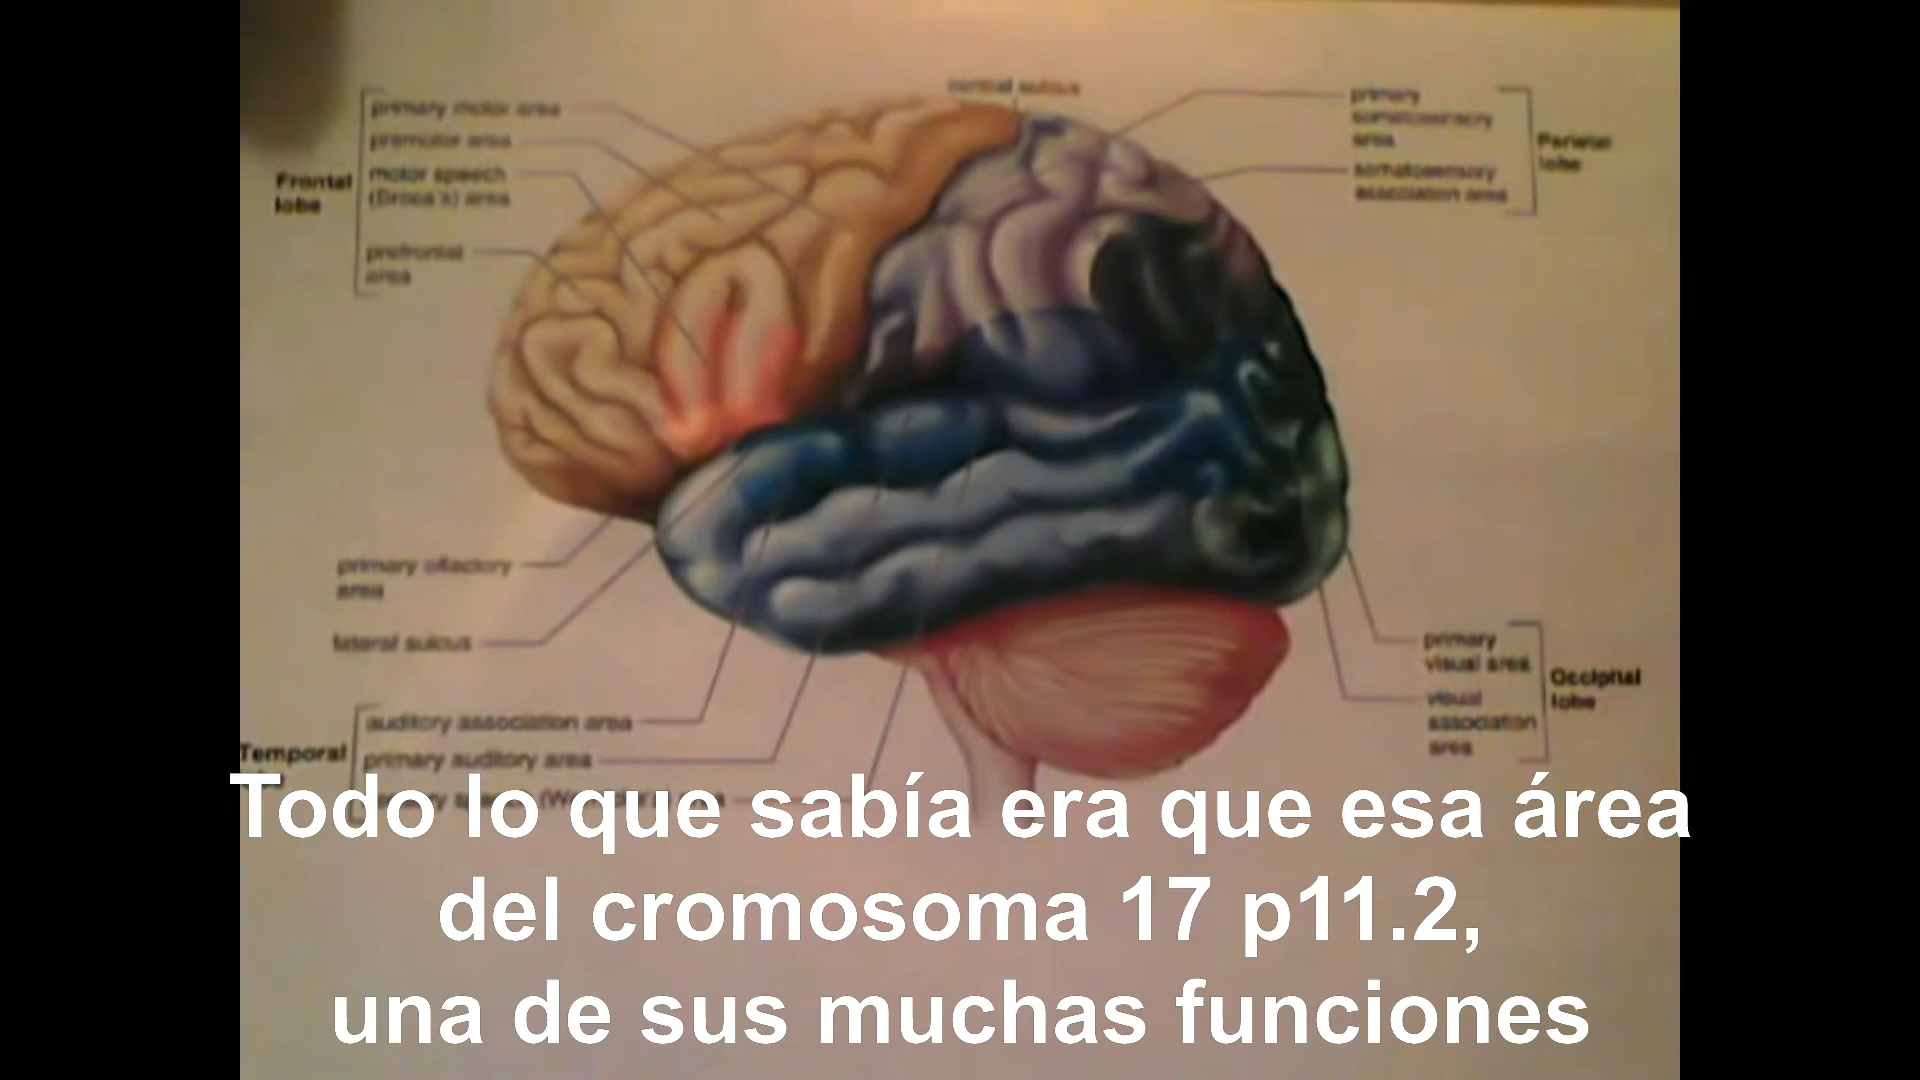 central sulcus
primary motor area
premotor area
motor speech
(Broca's) area
prefrontal
area
Frontal
lobe
primary
somatosensory
area
somatosensory
association area
Parietal
lobe
primary olfactory
area
lateral sulcus
auditory association area
primary auditory area
Temporal
primary
visual area
visual
association
area
Occipital
lobe
Todo lo que sabía era que esa área
del cromosoma 17 p11.2,
una de sus muchas funciones